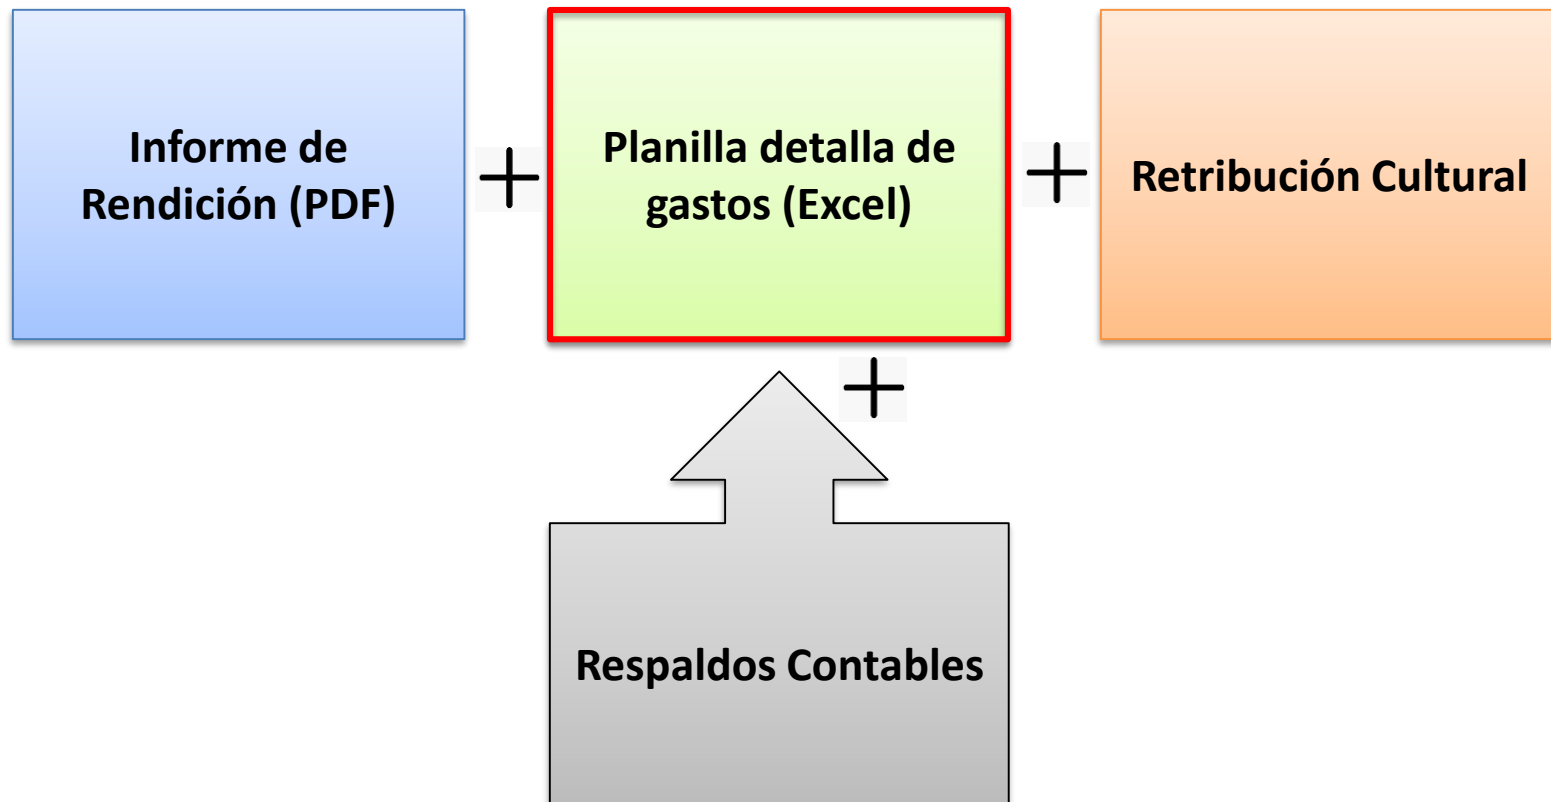 Informe de
Rendición (PDF)
+
Planilla detalla de
gastos (Excel)
+
Retribución Cultural
+
Respaldos Contables